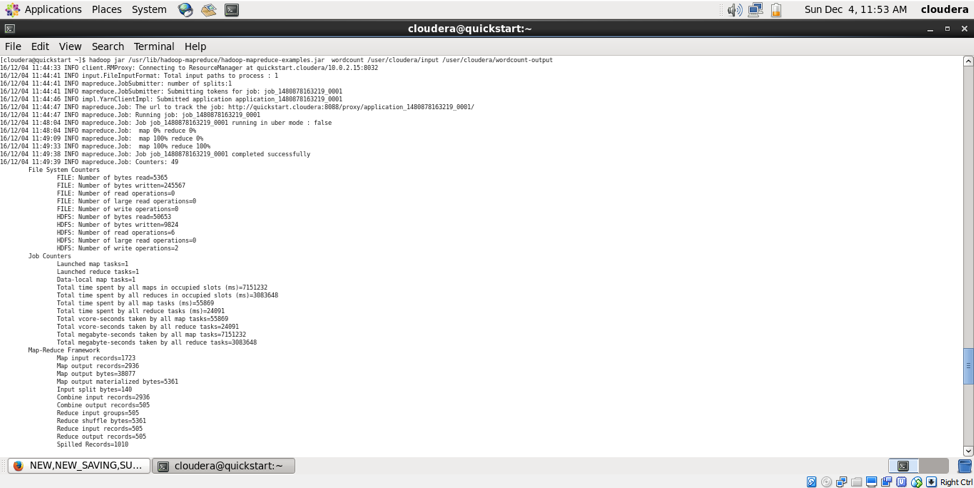 Applications Places System Sun Dec 4, 11:53 AM cloudera
cloudera@quickstart:~
File Edit View Search Terminal Help
[cloudera@quickstart ~]$ hadoop jar /usr/lib/hadoop-mapreduce/hadoop-mapreduce-examples.jar wordcount /user/cloudera/input /user/cloudera/wordcount-output
16/12/04 11:44:33 INFO client.RMProxy: Connecting to ResourceManager at quickstart.cloudera/10.0.2.15:8032
16/12/04 11:44:41 INFO input.FileInputFormat: Total input paths to process : 1
16/12/04 11:44:41 INFO mapreduce.JobSubmitter: number of splits:1
16/12/04 11:44:41 INFO mapreduce.JobSubmitter: Submitting tokens for job: job_1480878163219_0001
16/12/04 11:44:46 INFO impl.YarnClientImpl: Submitted application application_1480878163219_0001
16/12/04 11:44:47 INFO mapreduce.Job: The url to track the job: http://quickstart.cloudera:8088/proxy/application_1480878163219_0001/
16/12/04 11:44:47 INFO mapreduce.Job: Running job: job_1480878163219_0001
16/12/04 11:48:04 INFO mapreduce.Job: Job job_1480878163219_0001 running in uber mode : false
16/12/04 11:48:04 INFO mapreduce.Job: map 0% reduce 0%
16/12/04 11:49:09 INFO mapreduce.Job: map 100% reduce 0%
16/12/04 11:49:33 INFO mapreduce.Job: map 100% reduce 100%
16/12/04 11:49:38 INFO mapreduce.Job: Job job_1480878163219_0001 completed successfully
16/12/04 11:49:39 INFO mapreduce.Job: Counters: 49
File System Counters
FILE: Number of bytes read=5365
FILE: Number of bytes written=245567
FILE: Number of read operations=0
FILE: Number of large read operations=0
FILE: Number of write operations=0
HDFS: Number of bytes read=50653
HDFS: Number of bytes written=9824
HDFS: Number of read operations=6
HDFS: Number of large read operations=0
HDFS: Number of write operations=2
Job Counters
Launched map tasks=1
Launched reduce tasks=1
Data-local map tasks=1
Total time spent by all maps in occupied slots (ms)=7151232
Total time spent by all reduces in occupied slots (ms)=3083648
Total time spent by all map tasks (ms)=55869
Total time spent by all reduce tasks (ms)=24091
Total vcore-seconds taken by all map tasks=55869
Total vcore-seconds taken by all reduce tasks=24091
Total megabyte-seconds taken by all map tasks=7151232
Total megabyte-seconds taken by all reduce tasks=3083648
Map-Reduce Framework
Map input records=1723
Map output records=2936
Map output bytes=38077
Map output materialized bytes=5361
Input split bytes=140
Combine input records=2936
Combine output records=505
Reduce input groups=505
Reduce shuffle bytes=5361
Reduce input records=505
Reduce output records=505
Spilled Records=1010
NEW,NEW_SAVING,SU... cloudera@quickstart:~
Right Ctrl